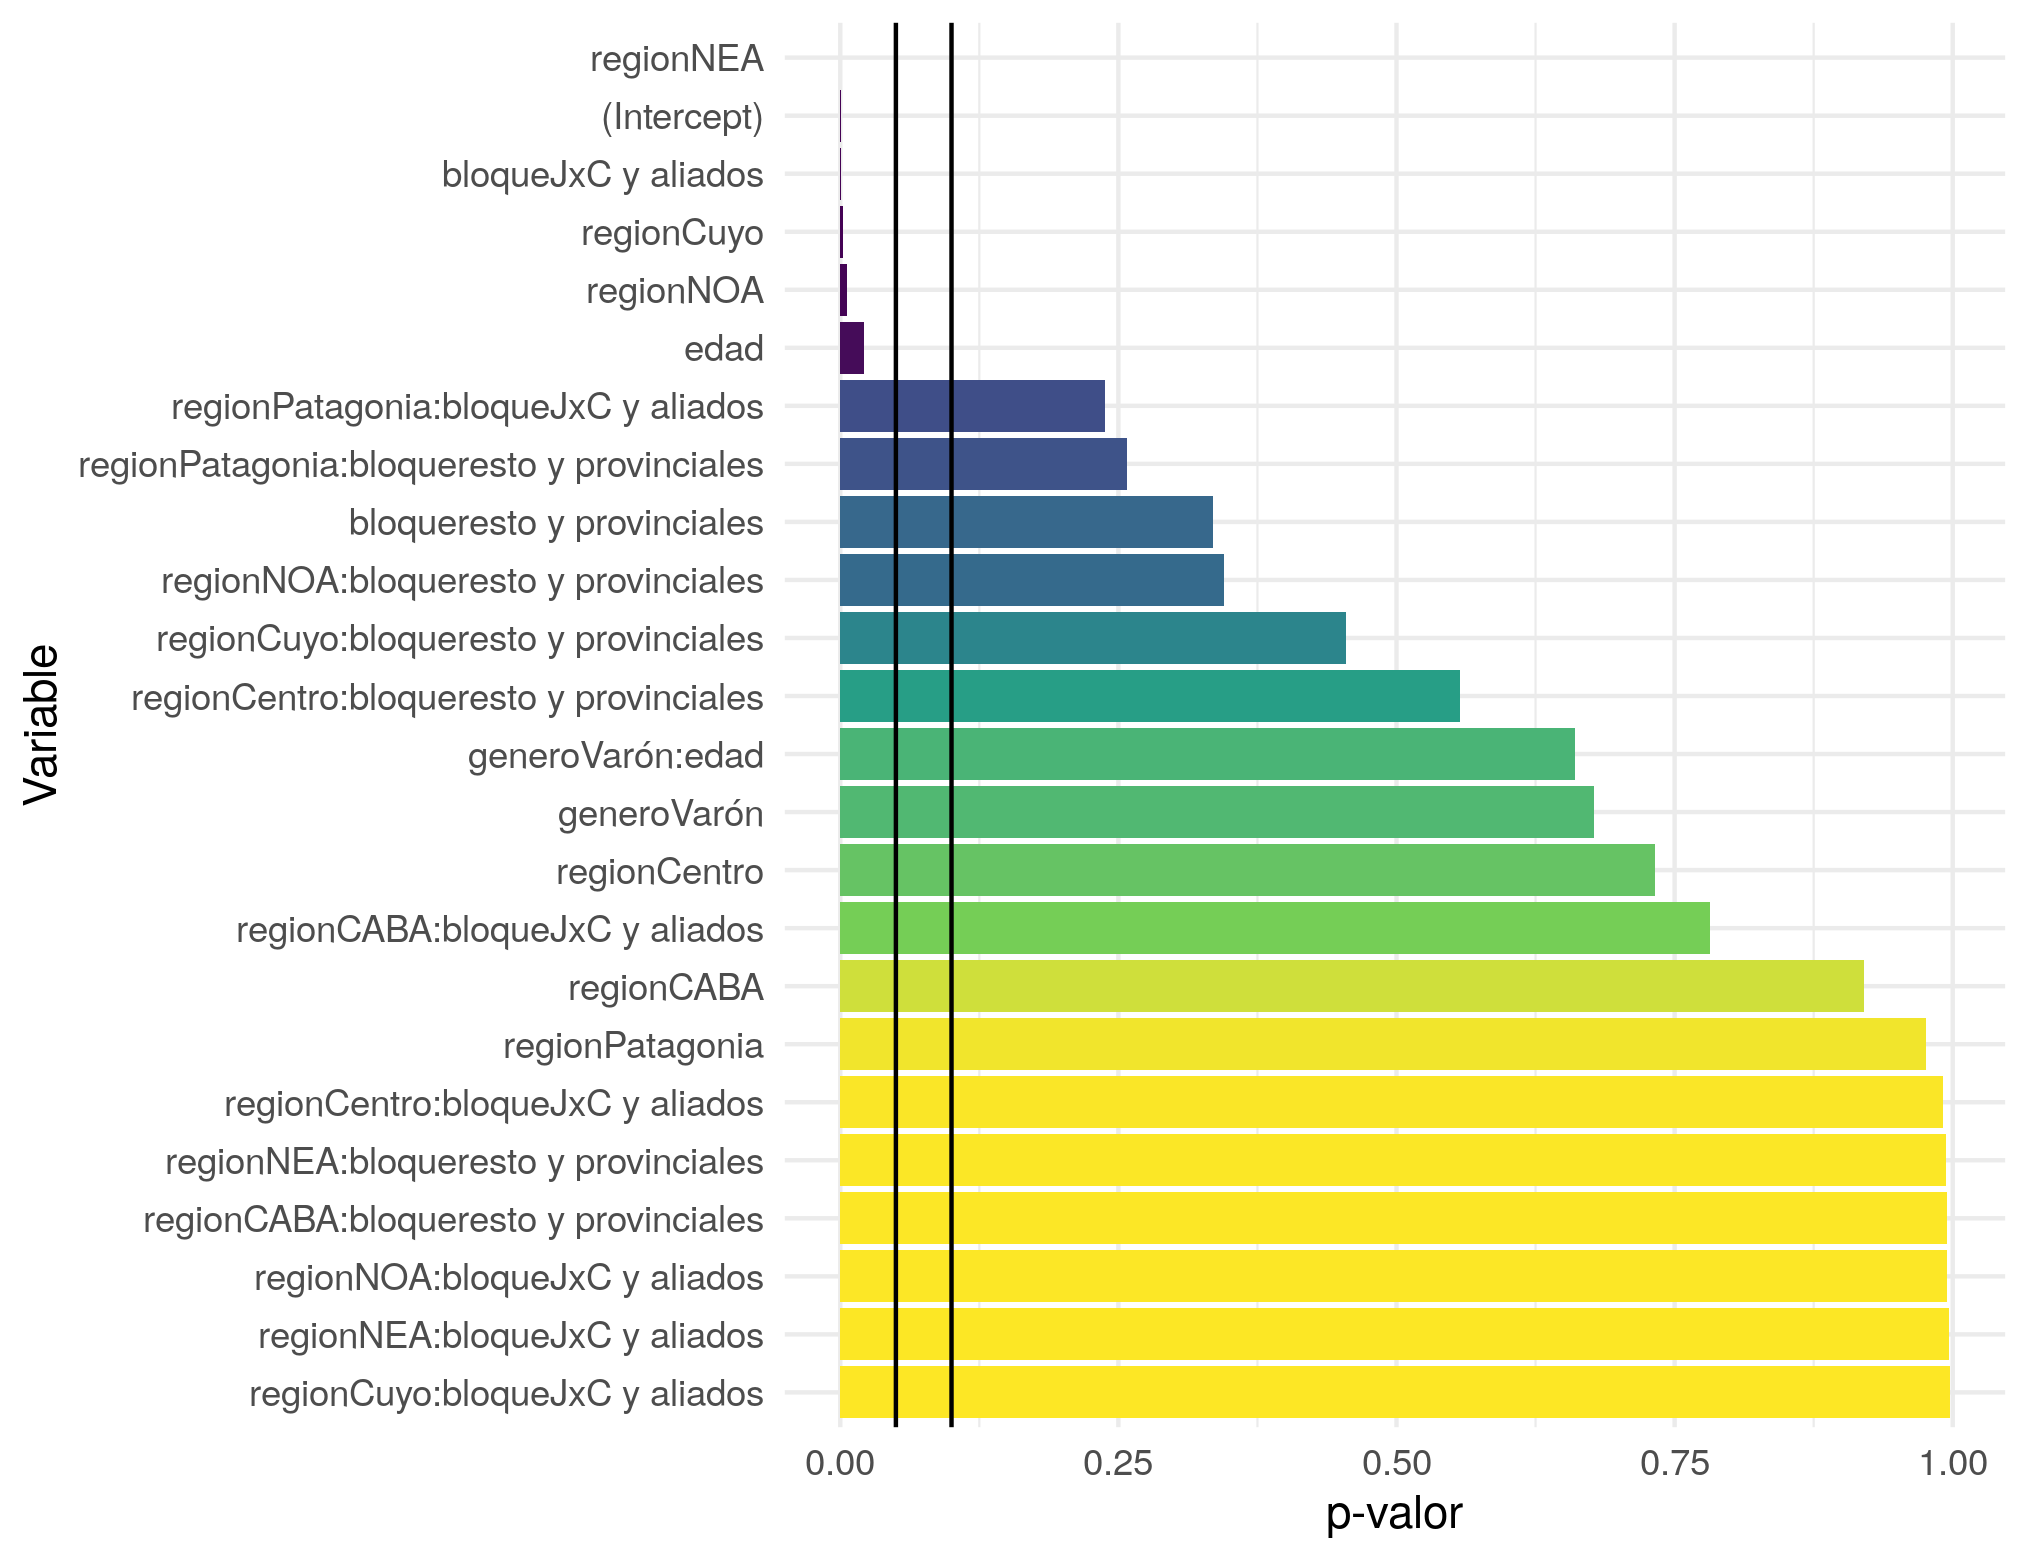 regionNEA
(Intercept)
bloqueJxC y aliados
regionCuyo
regionNOA
edad
regionPatagonia:bloqueJxC y aliados
regionPatagonia:bloqueresto y provinciales
bloqueresto y provinciales
regionNOA:bloqueresto y provinciales
regionCuyo:bloqueresto y provinciales
regionCentro:bloqueresto y provinciales
generoVarón:edad
generoVarón
regionCentro
regionCABA:bloqueJxC y aliados
regionCABA
regionPatagonia
regionCentro:bloqueJxC y aliados
regionNEA:bloqueresto y provinciales
regionCABA:bloqueresto y provinciales
regionNOA:bloqueJxC y aliados
regionNEA:bloqueJxC y aliados
regionCuyo:bloqueJxC y aliados
Variable
0.00 0.25 0.50 0.75 1.00
p-valor